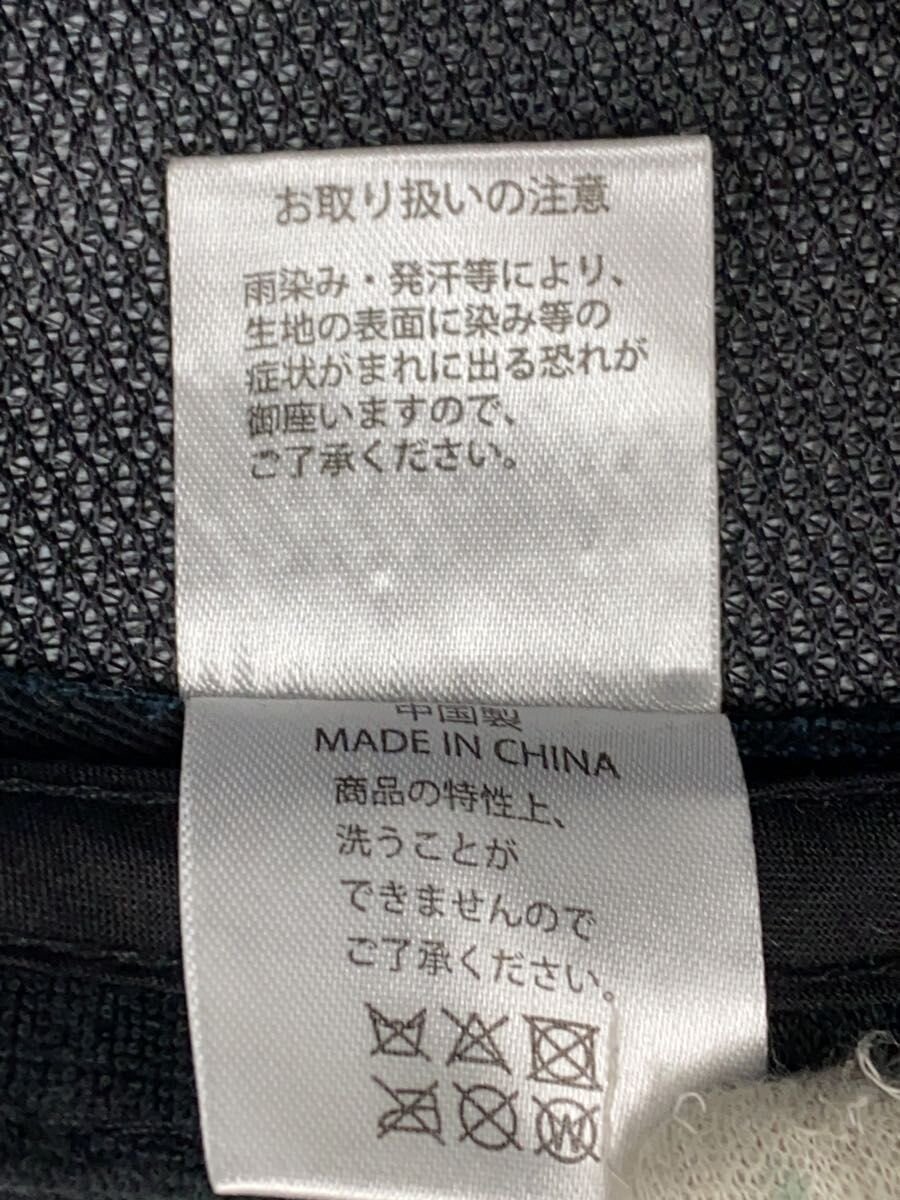 お取り扱いの注意
雨染み・発汗等により、
生地の表面に染み等の
症状がまれに出る恐れが
御座いますので、
ご了承ください。
中国製
MADE IN CHINA
商品の特性上、
洗うことが
できませんので
ご了承ください。
W